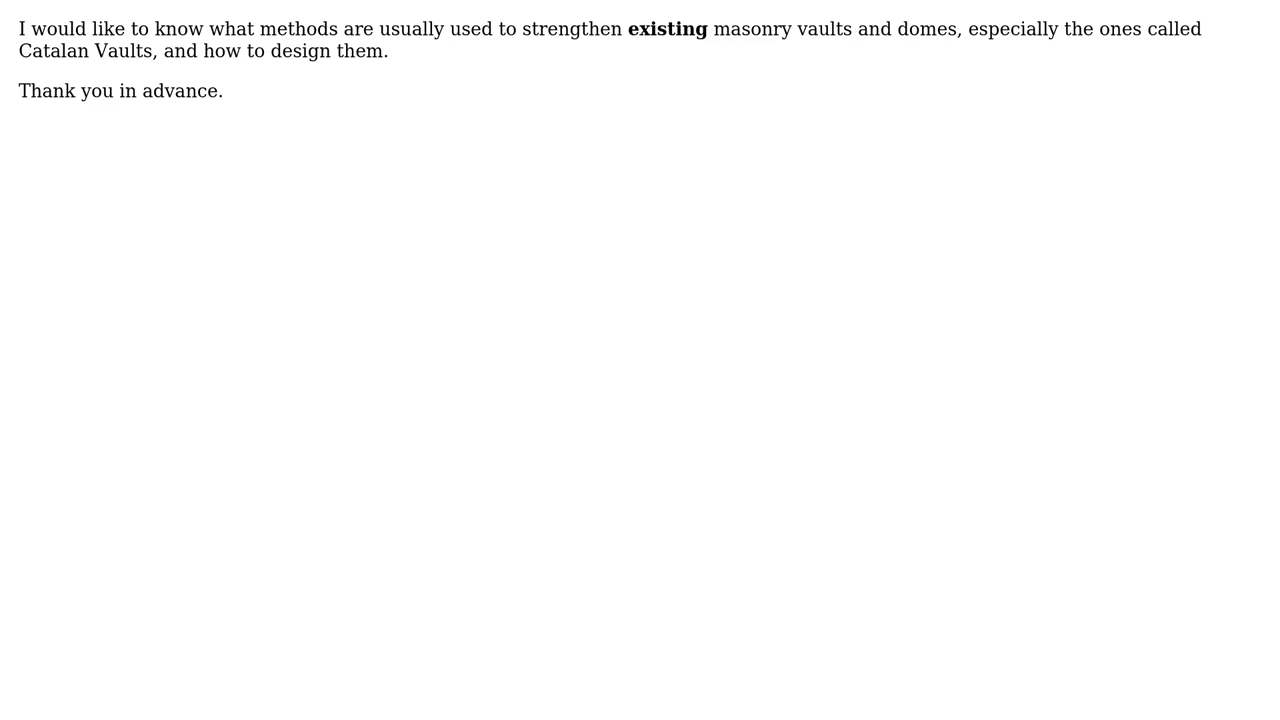 I would like to know what methods are usually used to strengthen existing masonry vaults and domes, especially the ones called
Catalan Vaults, and how to design them.
Thank you in advance.